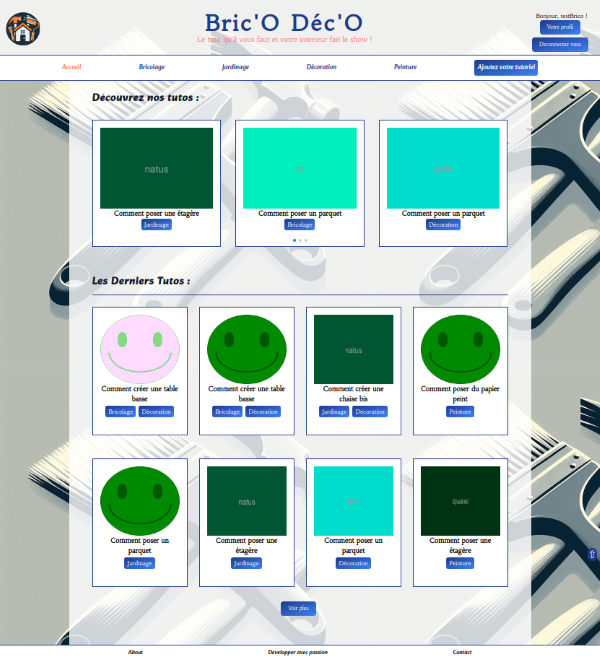 Bric'O Déc'O
Le tuto qu'il vous faut et votre interieur fait le show !
Bonjour, testBrico !
Votre profil
Deconnectez vous
Accueil
Bricolage
Jardinage
Décoration
Peinture
Ajoutez votre tutoriel
Découvrez nos tutos :
natus
Comment poser une étagère
Jardinage
Comment poser un parquet
Bricolage
Comment poser un parquet
Décoration
Les Derniers Tutos :
Comment créer une table
basse
Bricolage Décoration
Comment créer une table
basse
Bricolage Décoration
natus
Comment créer une
chaise bis
Jardinage Décoration
Comment poser du papier
peint
Peinture
Comment poser un
parquet
Jardinage
natus
Comment poser une
étagère
Jardinage
Comment poser un
parquet
Décoration
quasi
Comment poser une
étagère
Peinture
Voir plus
About
Developper avec passion
Contact